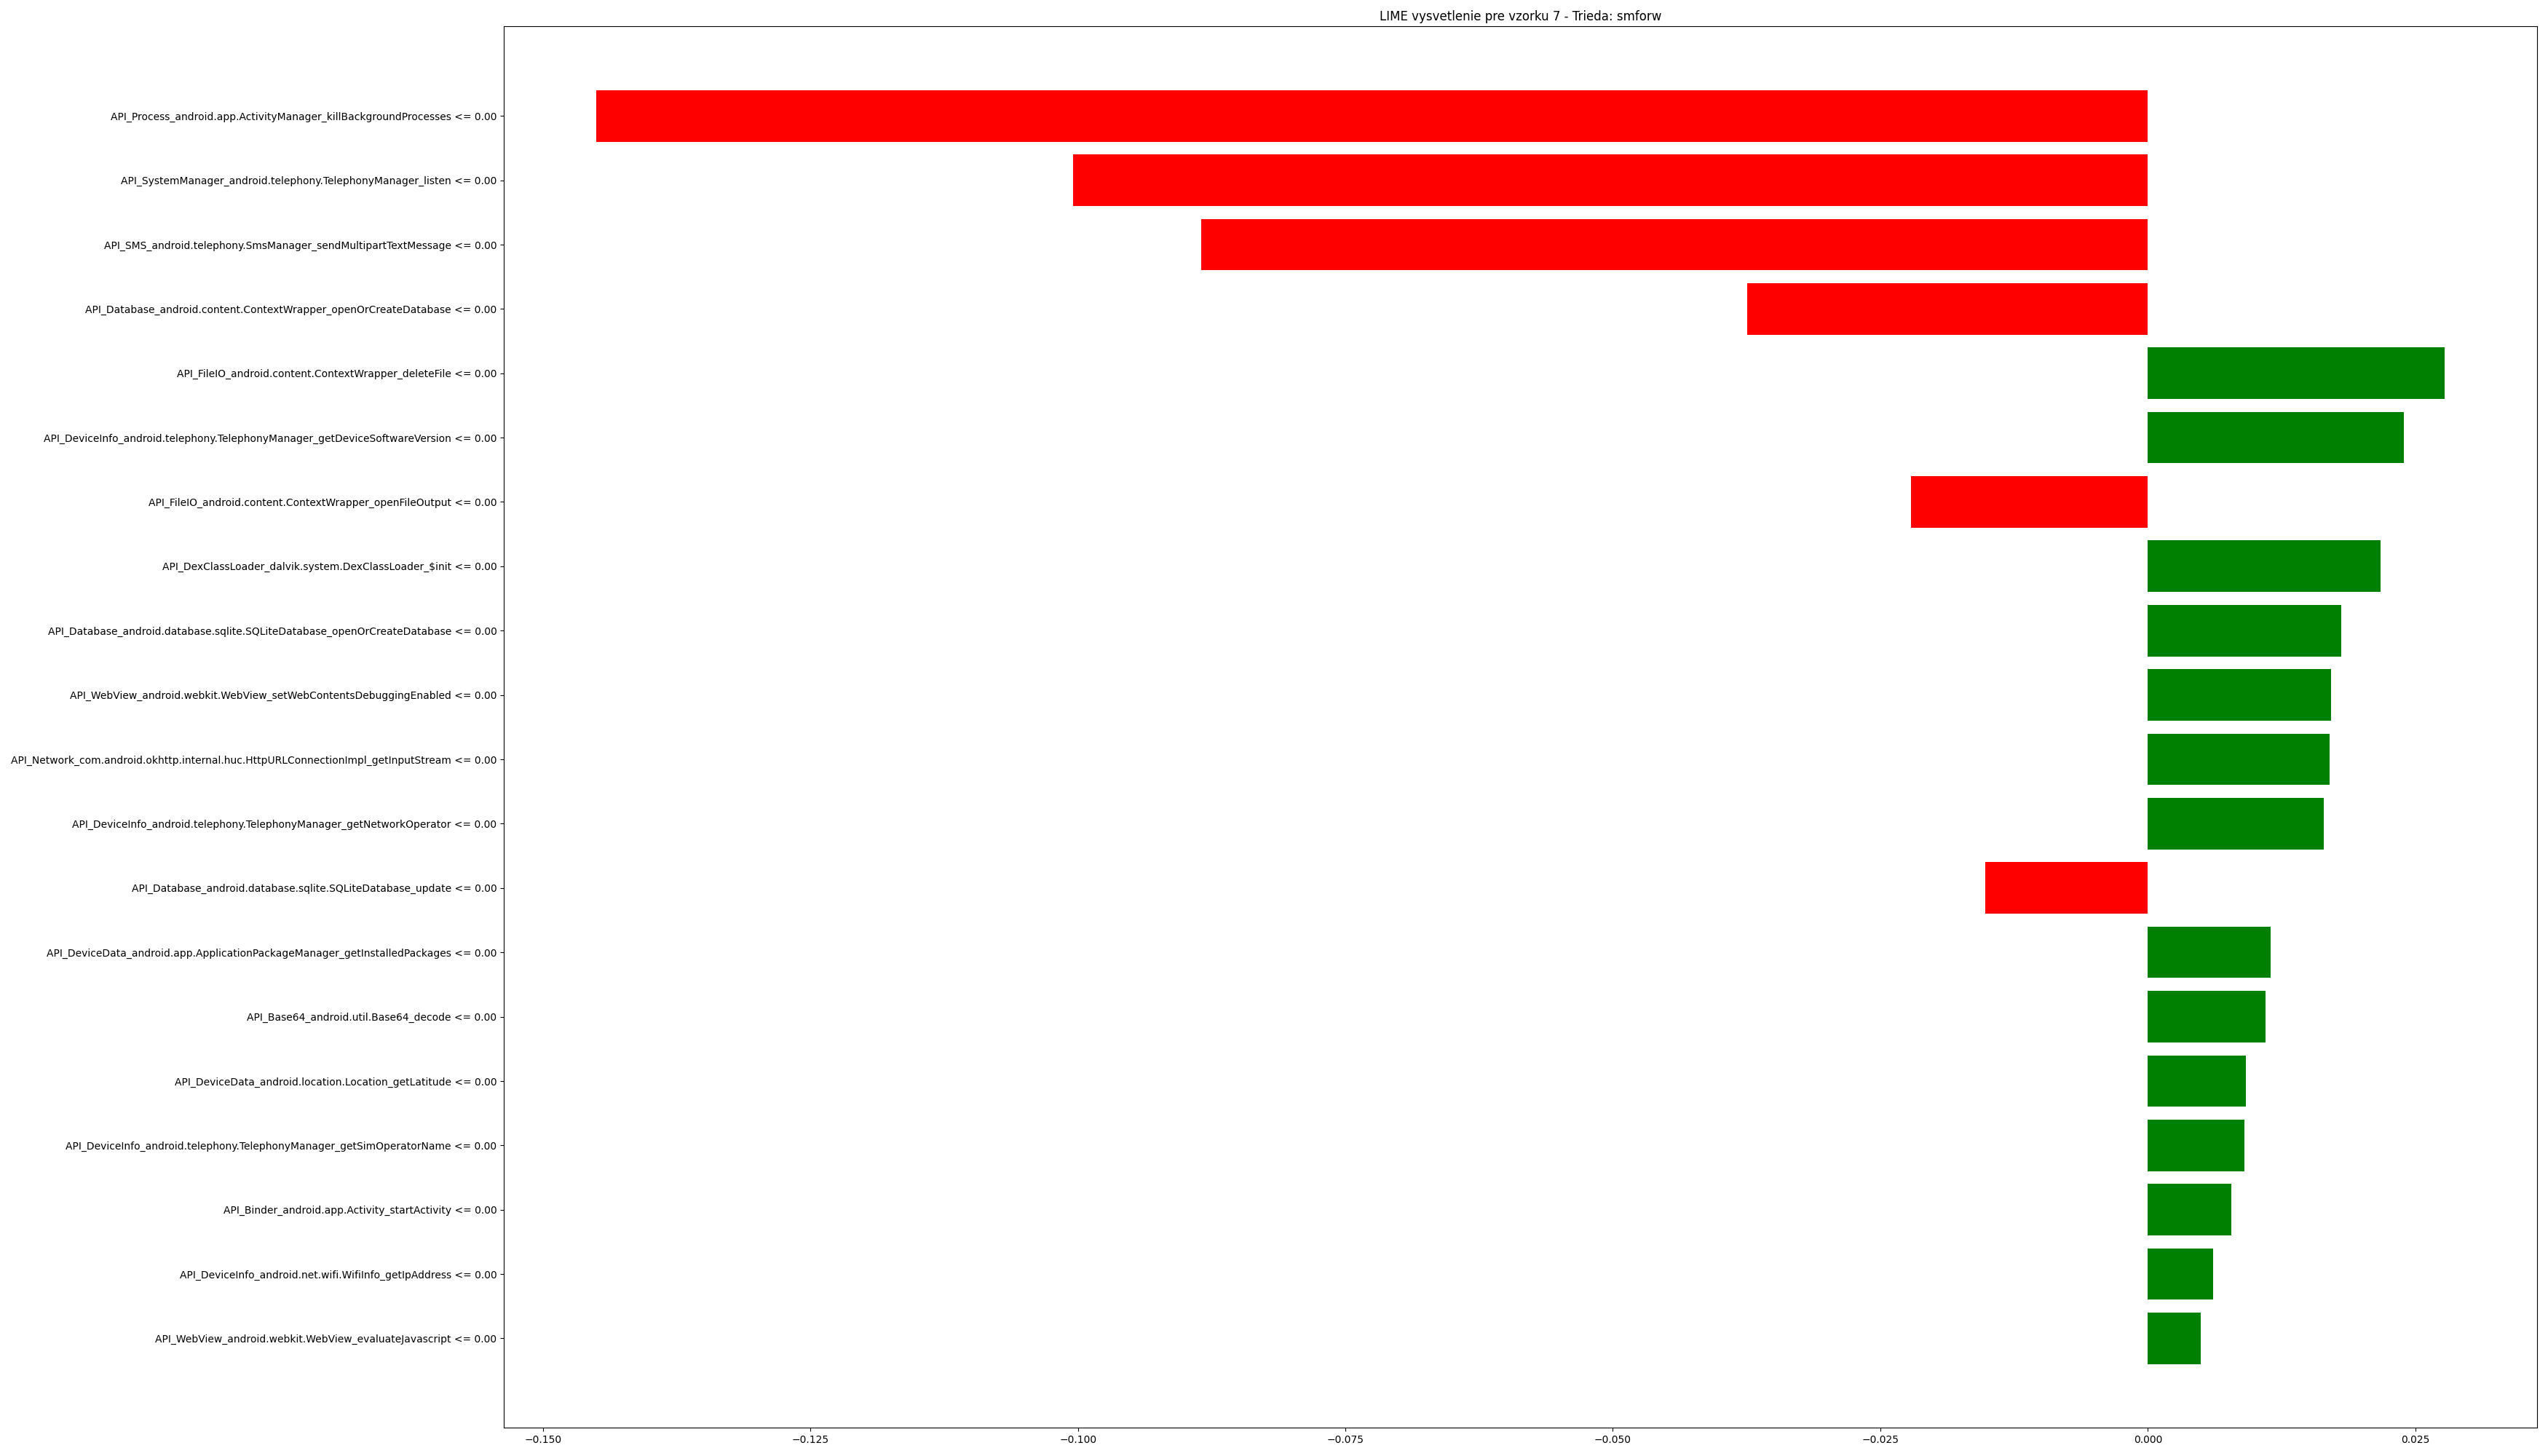 LIME vysvetlenie pre vzorku 7 - Trieda: smforw
API_Process_android.app.ActivityManager_killBackgroundProcesses <= 0.00
API_SystemManager_android.telephony.TelephonyManager_listen <= 0.00
API_SMS_android.telephony.SmsManager_sendMultipartTextMessage <= 0.00
API_Database_android.content.ContextWrapper_openOrCreateDatabase <= 0.00
API_FileIO_android.content.ContextWrapper_deleteFile <= 0.00
API_DeviceInfo_android.telephony.TelephonyManager_getDeviceSoftwareVersion <= 0.00
API_FileIO_android.content.ContextWrapper_openFileOutput <= 0.00
API_DexClassLoader_dalvik.system.DexClassLoader_$init <= 0.00
API_Database_android.database.sqlite.SQLiteDatabase_openOrCreateDatabase <= 0.00
API_WebView_android.webkit.WebView_setWebContentsDebuggingEnabled <= 0.00
API_Network_com.android.okhttp.internal.huc.HttpURLConnectionImpl_getInputStream <= 0.00
API_DeviceInfo_android.telephony.TelephonyManager_getNetworkOperator <= 0.00
API_Database_android.database.sqlite.SQLiteDatabase_update <= 0.00
API_DeviceData_android.app.ApplicationPackageManager_getInstalledPackages <= 0.00
API_Base64_android.util.Base64_decode <= 0.00
API_DeviceData_android.location.Location_getLatitude <= 0.00
API_DeviceInfo_android.telephony.TelephonyManager_getSimOperatorName <= 0.00
API_Binder_android.app.Activity_startActivity <= 0.00
API_DeviceInfo_android.net.wifi.WifiInfo_getIpAddress <= 0.00
API_WebView_android.webkit.WebView_evaluateJavascript <= 0.00
−0.150 −0.125 −0.100 −0.075 −0.050 −0.025 0.000 0.025